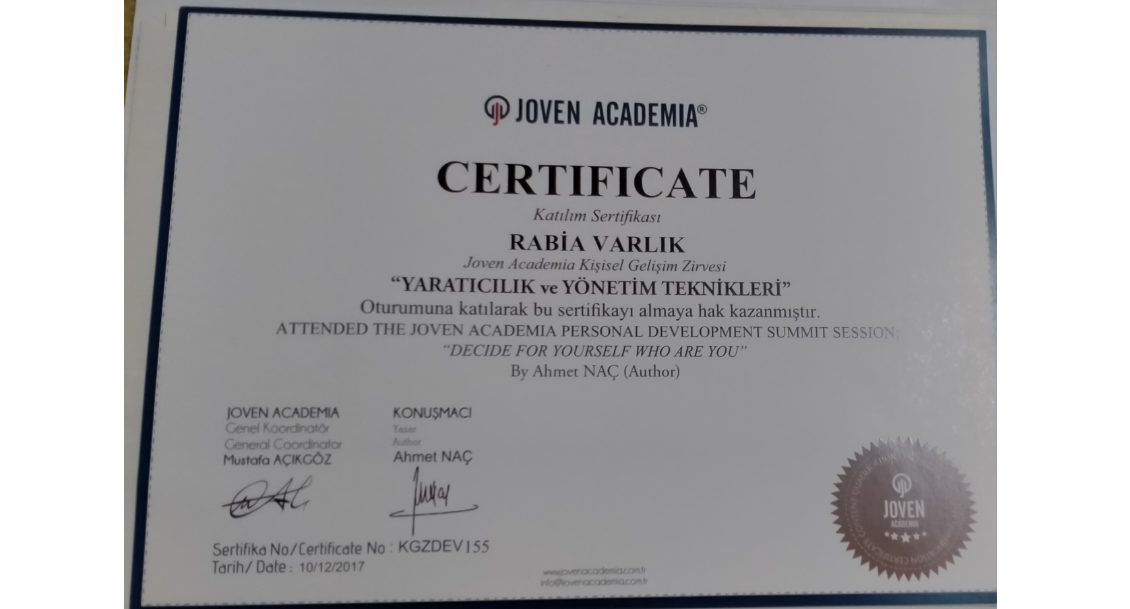 JOVEN ACADEMIA®
CERTIFICATE
Katılım Sertifikası
RABİA VARLIK
Joven Academia Kişisel Gelişim Zirvesi
“YARATICILIK ve YÖNETİM TEKNİKLERİ”
Oturumuna katılarak bu sertifikayı almaya hak kazanmıştır.
ATTENDED THE JOVEN ACADEMIA PERSONAL DEVELOPMENT SUMMIT SESSION;
"DECIDE FOR YOURSELF WHO ARE YOU"
By Ahmet NAÇ (Author)
JOVEN ACADEMIA
Genel Koordinatör
General Coordinator
Mustafa AÇIKGÖZ
KONUŞMACI
Yazar
Author
Ahmet NAÇ
Sertifika No/Certificate No : KGZDEV155
Tarih/ Date : 10/12/2017
www.jovenacademia.com.tr
info@jovenacademia.com.tr
JOVEN
ACADEMIA